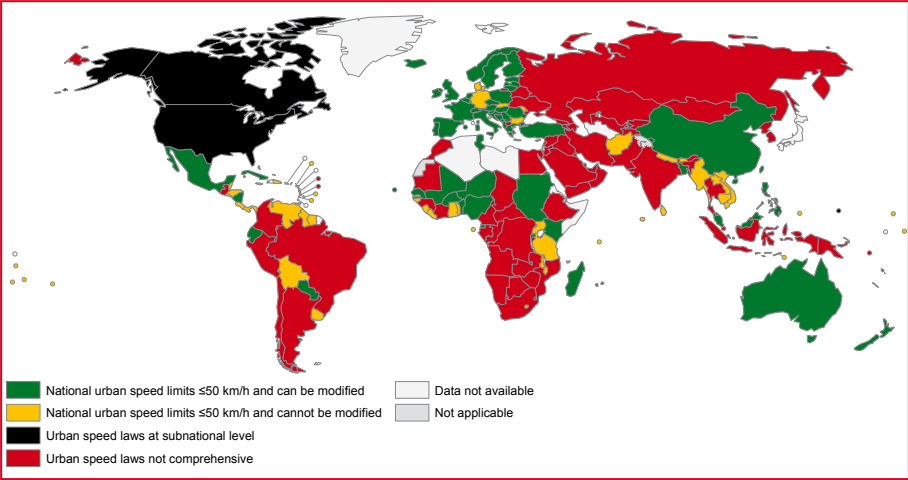 National urban speed limits ≤50 km/h and can be modified
National urban speed limits ≤50 km/h and cannot be modified
Urban speed laws at subnational level
Urban speed laws not comprehensive
Data not available
Not applicable